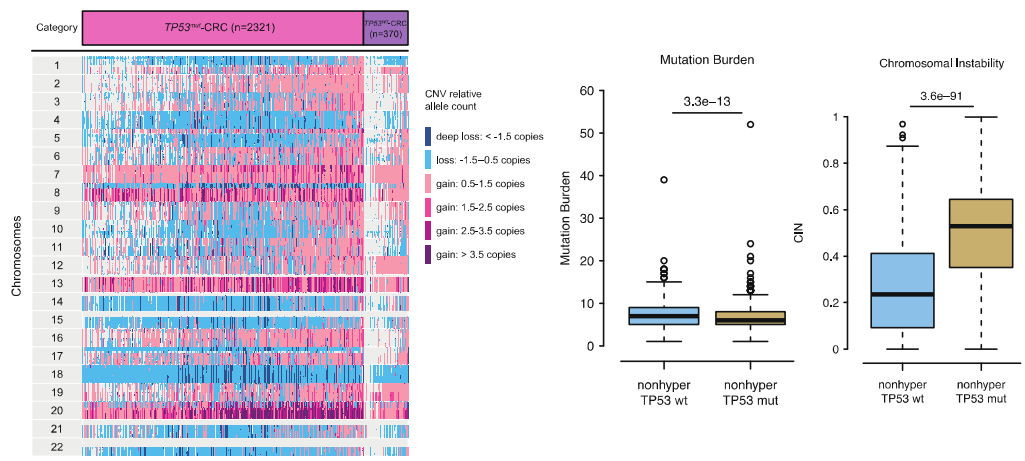 Category
TP53mut-CRC (n=2321)
TP53wt-CRC
(n=370)
Chromosomes
1
2
3
4
5
6
7
8
9
10
11
12
13
14
15
16
17
18
19
20
21
22
CNV relative
allele count
deep loss: < -1.5 copies
loss: -1.5–0.5 copies
gain: 0.5-1.5 copies
gain: 1.5-2.5 copies
gain: 2.5-3.5 copies
gain: > 3.5 copies
Mutation Burden
3.3e–13
Mutation Burden
60
50
40
30
20
10
0
nonhyper
TP53 wt
nonhyper
TP53 mut
Chromosomal Instability
3.6e–91
CIN
1
0.8
0.6
0.4
0.2
0
nonhyper
TP53 wt
nonhyper
TP53 mut